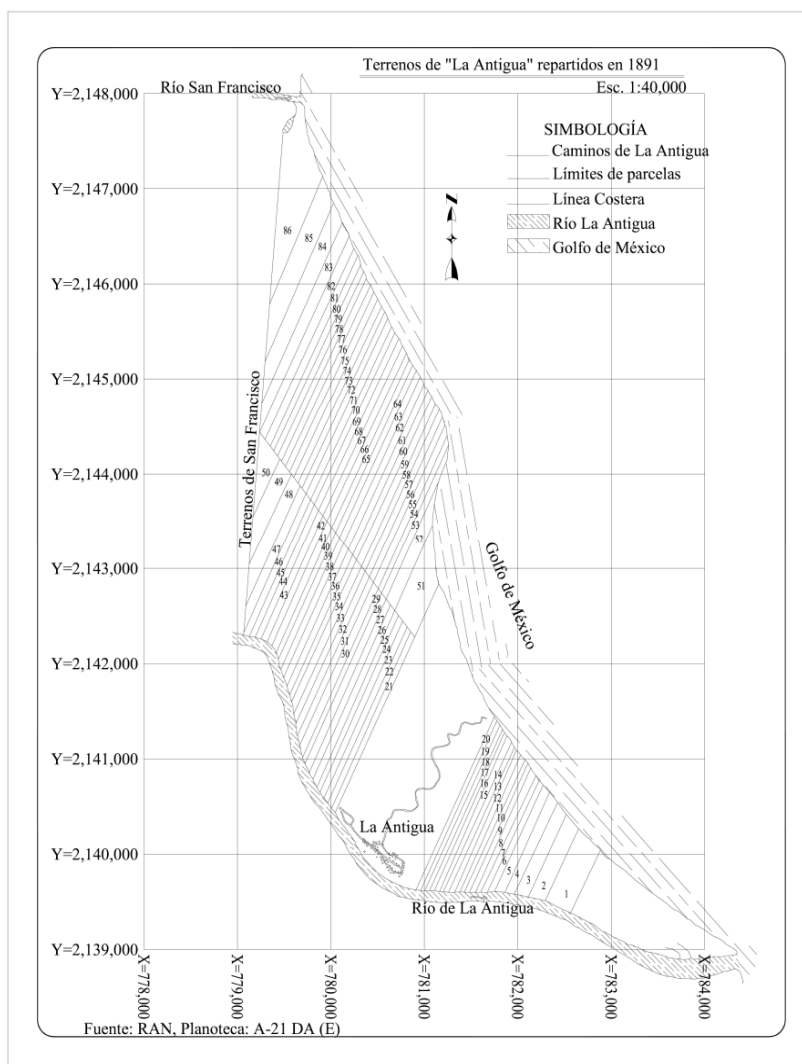 Terrenos de "La Antigua" repartidos en 1891
Esc. 1:40,000
Y=2,148,000
Río San Francisco
SIMBOLOGÍA
Caminos de La Antigua
Límites de parcelas
Línea Costera
Río La Antigua
Golfo de México
Y=2,147,000
Y=2,146,000
Y=2,145,000
Y=2,144,000
Y=2,143,000
Y=2,142,000
Y=2,141,000
Y=2,140,000
Y=2,139,000
86
85
84
83
82
81
80
79
78
77
76
75
74
73
72
71
70
69
68
67
66
65
64
63
62
61
60
59
58
57
56
55
54
53
52
51
Terrenos de San Francisco
Golfo de México
50
49
48
47
46
45
44
43
42
41
40
39
38
37
36
35
34
33
32
31
30
29
28
27
26
25
24
23
22
21
20
19
18
17
16
15
14
13
12
11
10
9
8
7
6
5
4
3
2
1
La Antigua
Río de La Antigua
X=778,000
X=779,000
X=780,000
X=781,000
X=782,000
X=783,000
X=784,000
Fuente: RAN, Planoteca: A-21 DA (E)